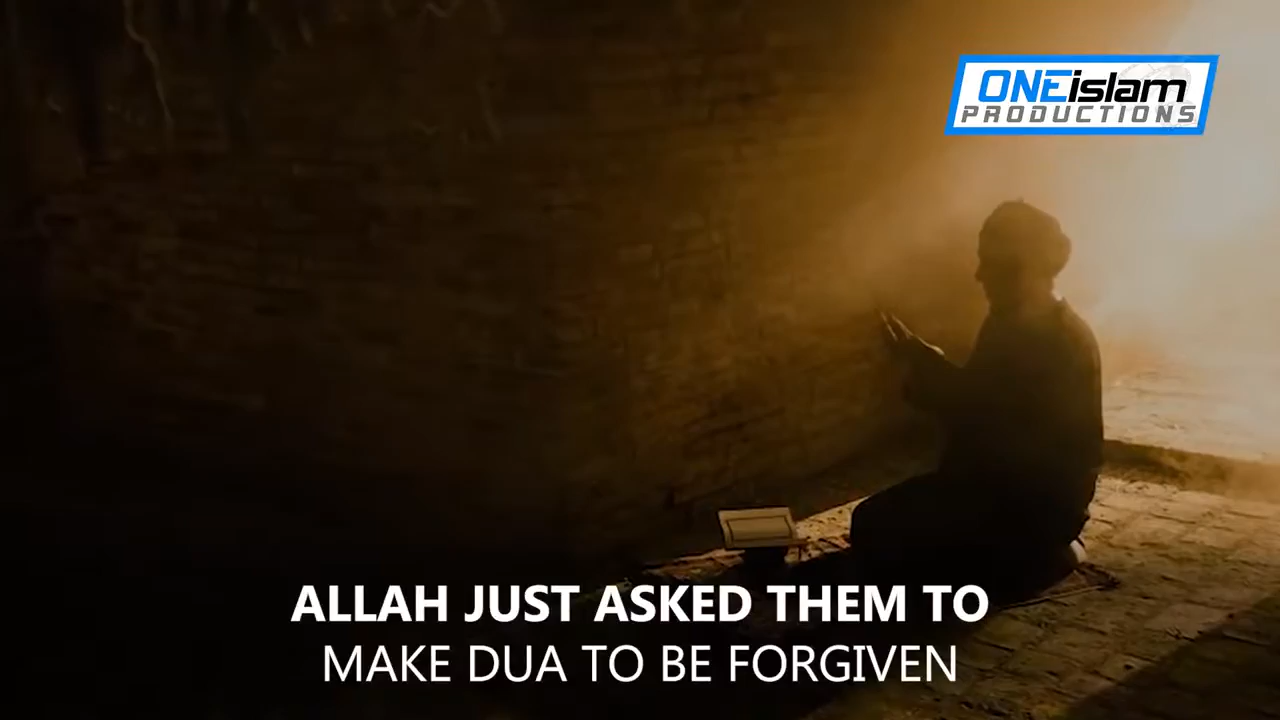 ONEislam
PRODUCTIONS
ALLAH JUST ASKED THEM TO
MAKE DUA TO BE FORGIVEN